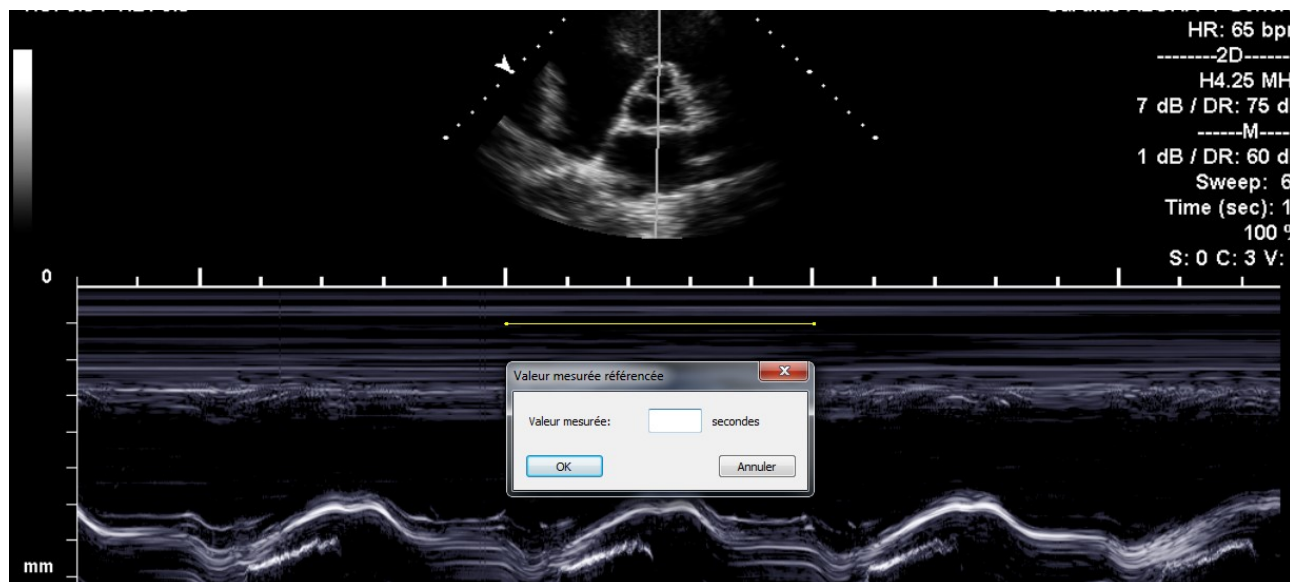 HR: 65 bpm
--------2D------
H4.25 MH
7 dB / DR: 75 d
------M----
1 dB / DR: 60 d
Sweep: 6
Time (sec): 1
100 %
S: 0 C: 3 V:
0
Valeur mesurée référencée
Valeur mesurée:
secondes
OK
Annuler
mm